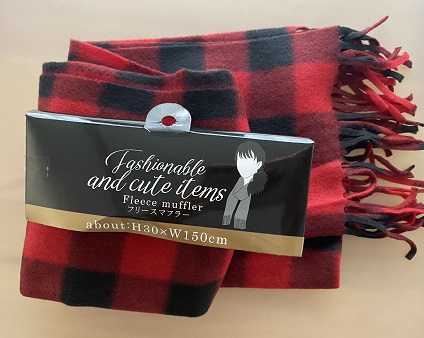 Fashionable
and cute items
Fleece muffler
フリースマフラー
about:H30×W150cm